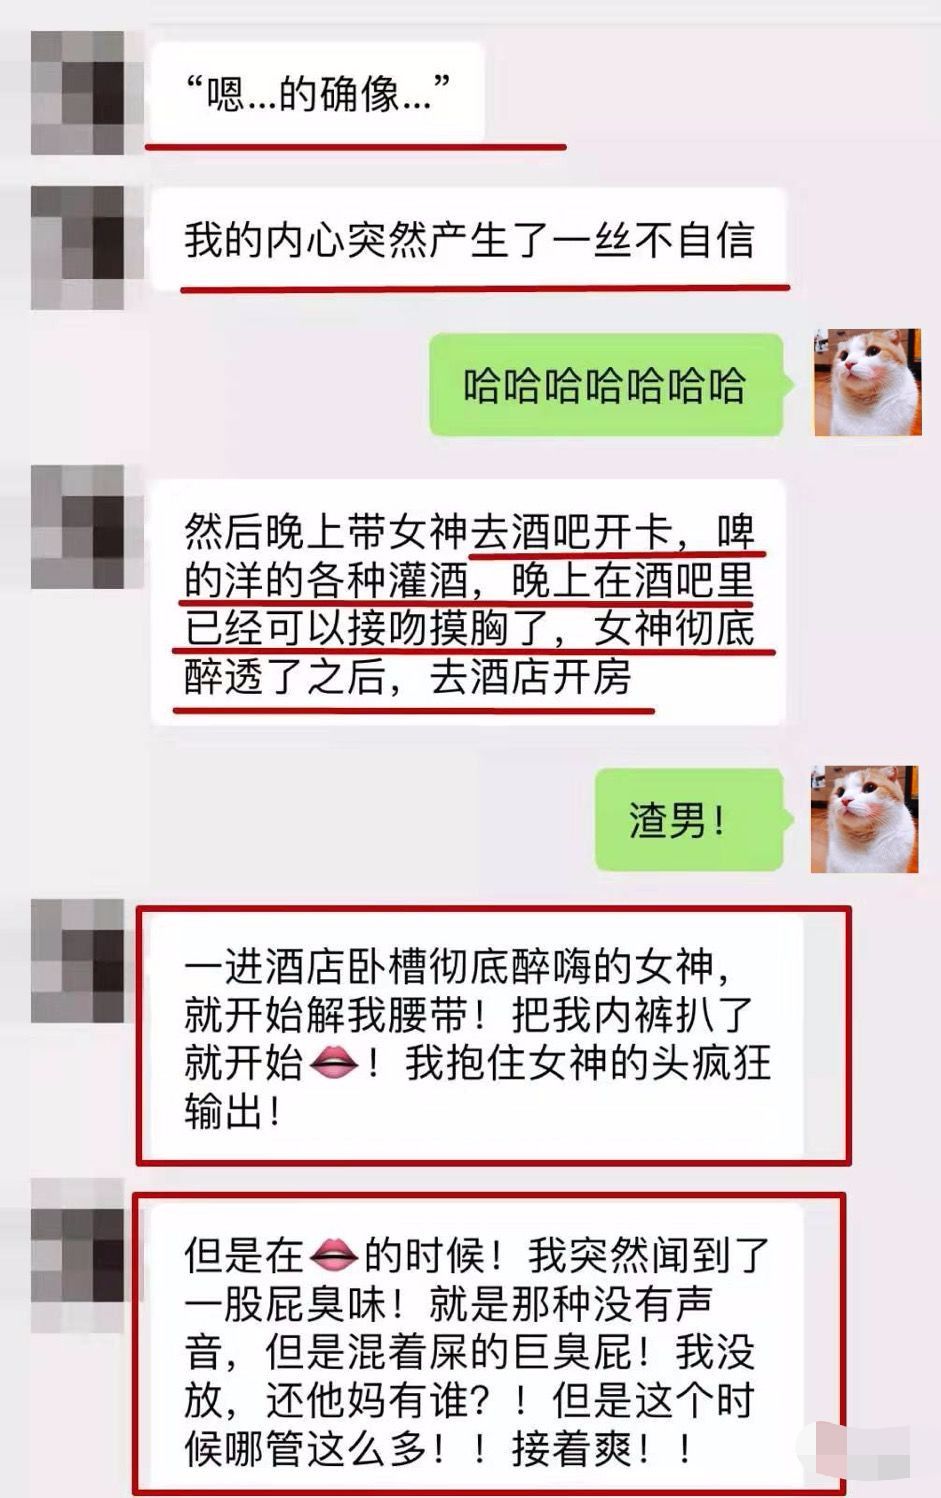 “嗯...的确像...”
我的内心突然产生了一丝不自信
哈哈哈哈哈哈哈
然后晚上带女神去酒吧开卡，啤
的洋的各种灌酒，晚上在酒吧里
已经可以接吻摸胸了，女神彻底
醉透了之后，去酒店开房
渣男！
一进酒店卧槽彻底醉嗨的女神，
就开始解我腰带！把我内裤扒了
就开始👄！我抱住女神的头疯狂
输出！
但是在👄的时候！我突然闻到了
一股屁臭味！就是那种没有声
音，但是混着屎的巨臭屁！我没
放，还他妈有谁？！但是这个时
候哪管这么多！！接着爽！！